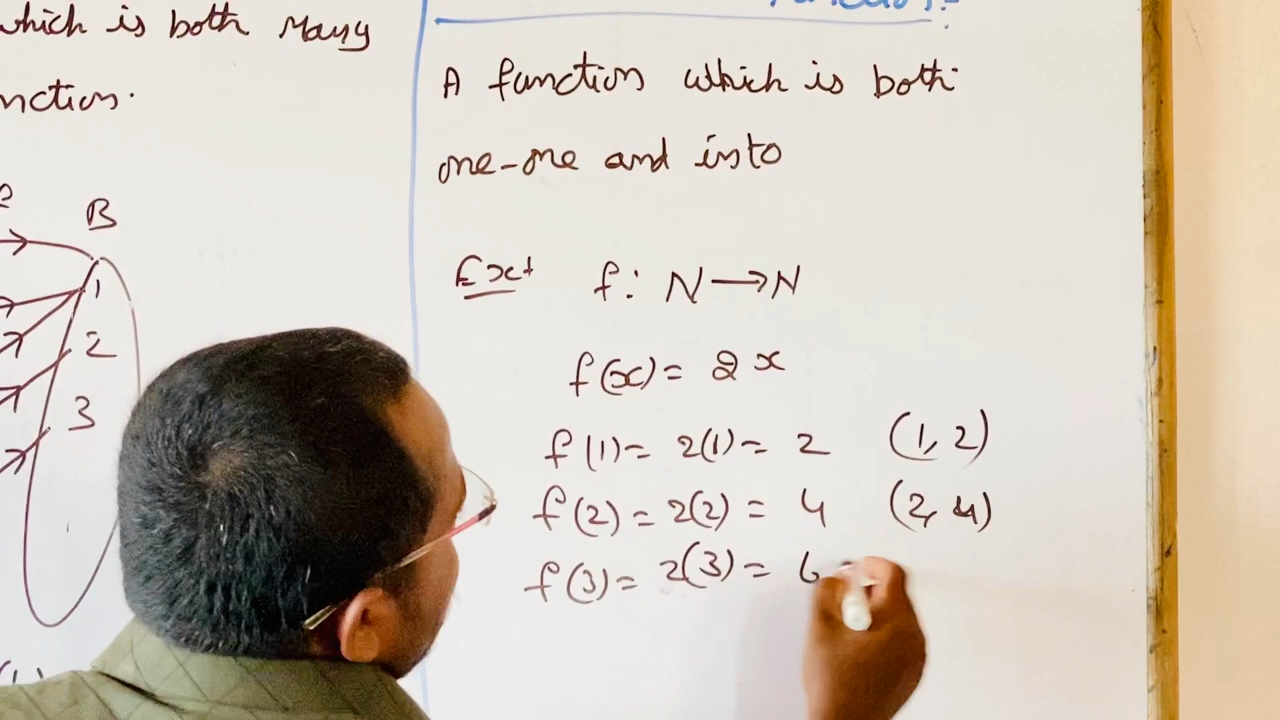 which is both Many
nction.
B
1
2
3
A function which is both
one-one and into
Ex:
f: N → N
f(x) = 2x
f(1) = 2(1) = 2 (1, 2)
f(2) = 2(2) = 4 (2, 4)
f(3) = 2(3) = 6